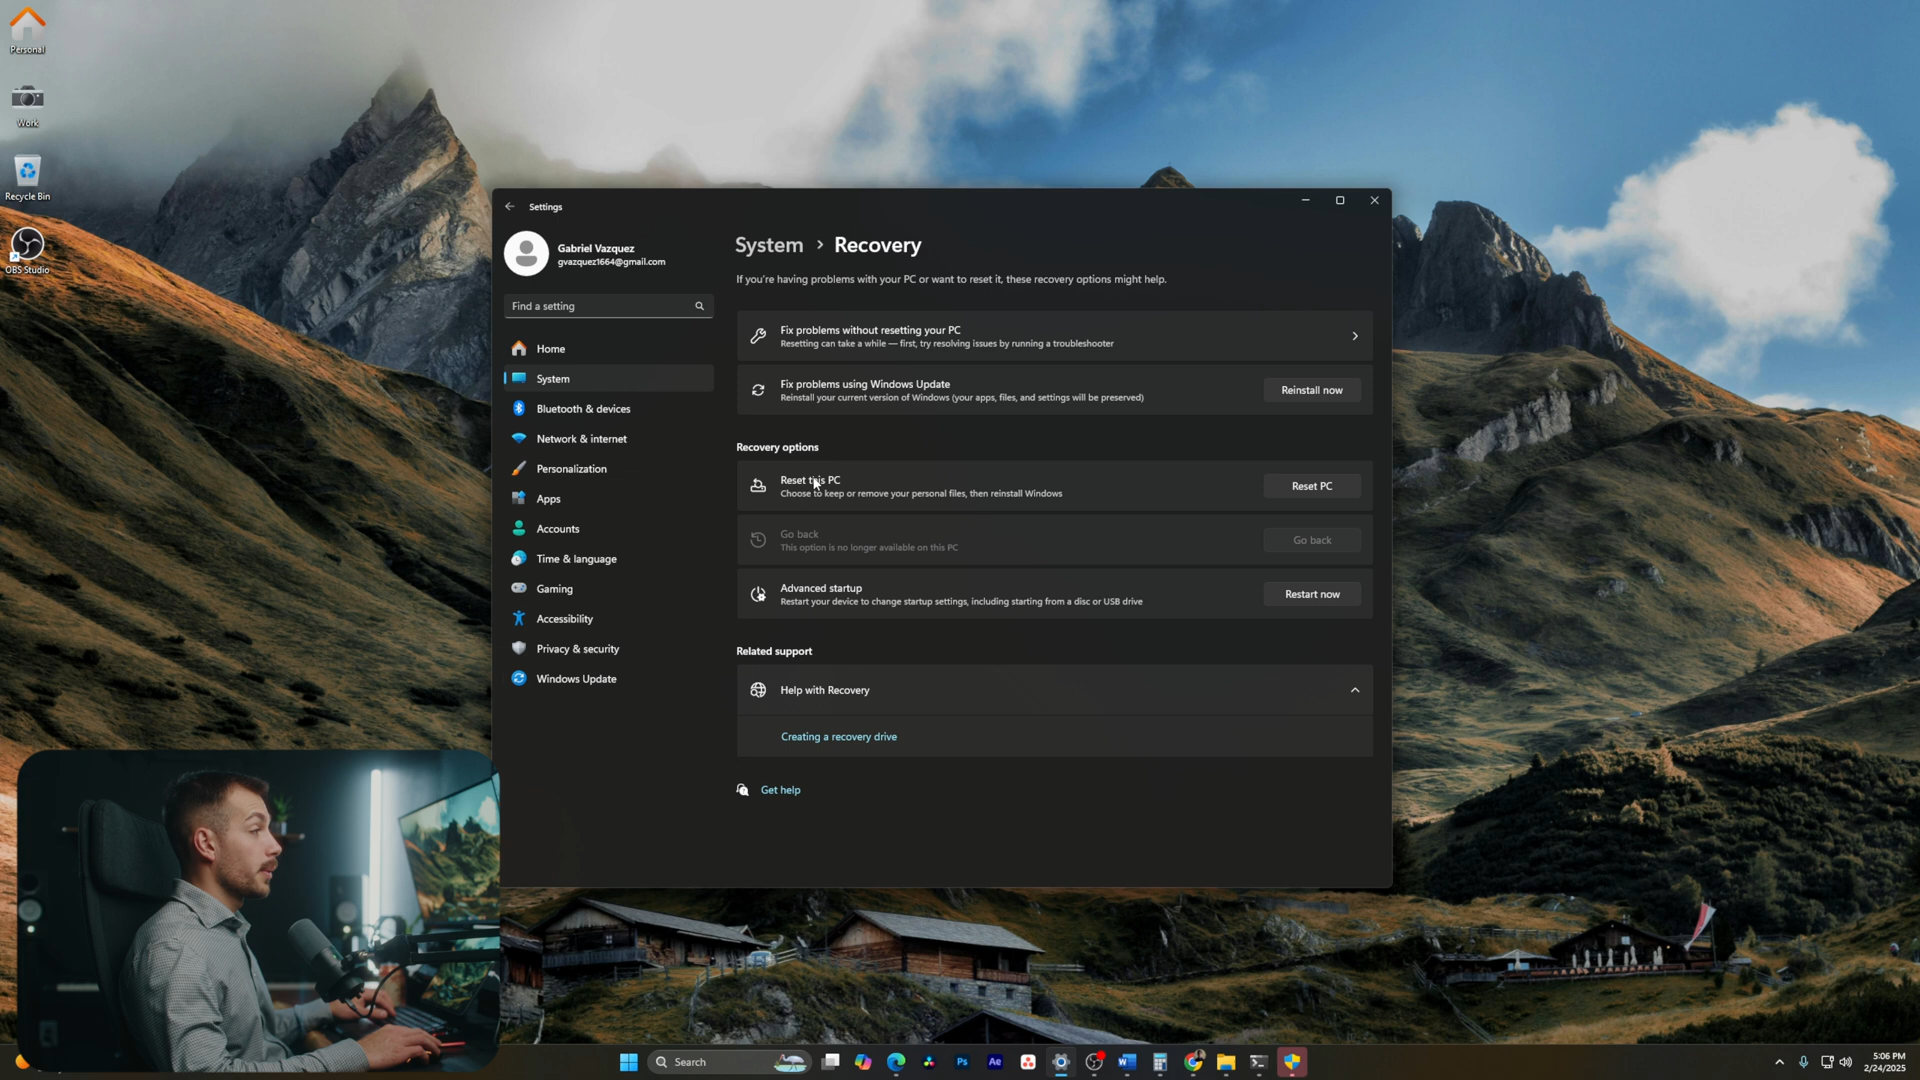 Personal
Work
Recycle Bin
OBS Studio
Settings
Gabriel Vazquez
gvazquez1664@gmail.com
Find a setting
Home
System
Bluetooth & devices
Network & internet
Personalization
Apps
Accounts
Time & language
Gaming
Accessibility
Privacy & security
Windows Update
System > Recovery
If you're having problems with your PC or want to reset it, these recovery options might help.
Fix problems without resetting your PC
Resetting can take a while — first, try resolving issues by running a troubleshooter
Fix problems using Windows Update
Reinstall your current version of Windows (your apps, files, and settings will be preserved)
Reinstall now
Recovery options
Reset this PC
Choose to keep or remove your personal files, then reinstall Windows
Reset PC
Go back
This option is no longer available on this PC
Go back
Advanced startup
Restart your device to change startup settings, including starting from a disc or USB drive
Restart now
Related support
Help with Recovery
Creating a recovery drive
Get help
Search
Ps
Ae
5:06 PM
2/24/2025